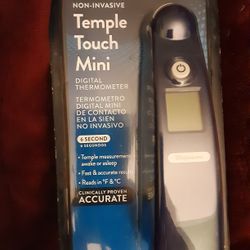 NON-INVASIVE
Temple
Touch
Mini
DIGITAL
THERMOMETER
TERMÓMETRO
DIGITAL MINI
DE CONTACTO
EN LA SIEN
NO INVASIVO
6 SECOND
6 SEGUNDOS
• Temple measurement
awake or asleep
• Fast & accurate results
• Reads in °F & °C
CLINICALLY PROVEN
ACCURATE